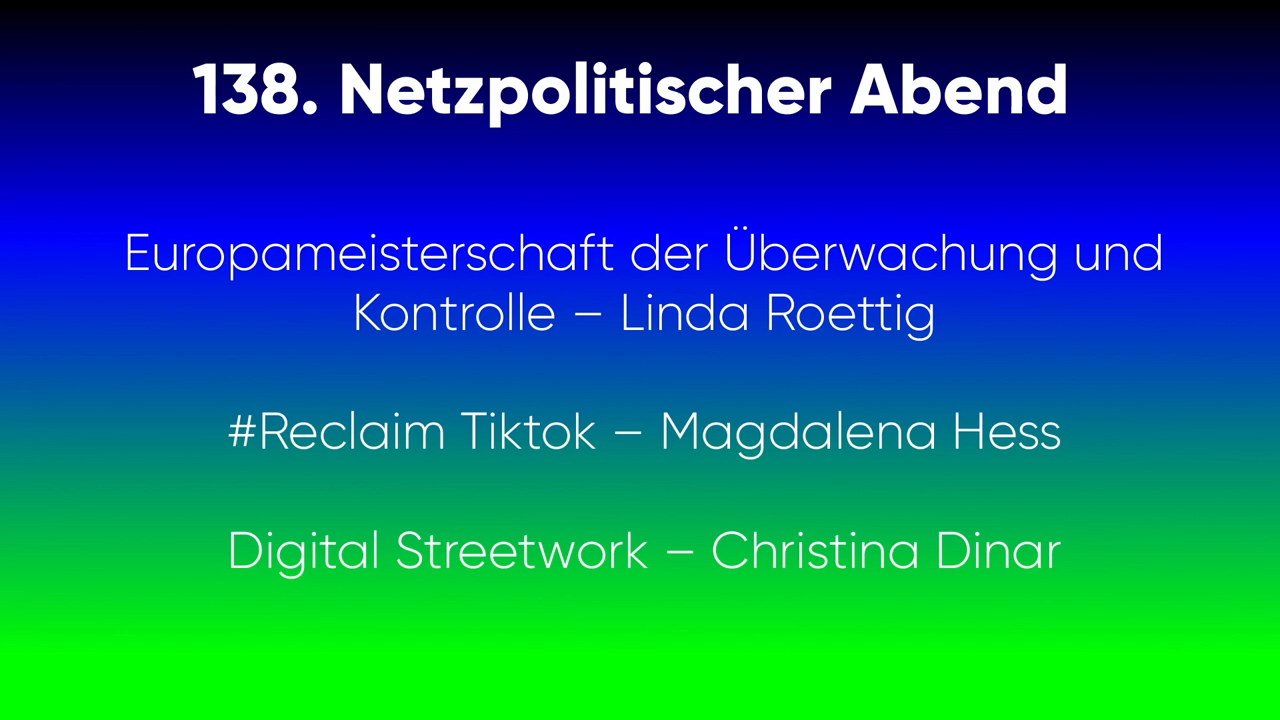 138. Netzpolitischer Abend
Europameisterschaft der Überwachung und
Kontrolle – Linda Roettig
#Reclaim Tiktok – Magdalena Hess
Digital Streetwork – Christina Dinar